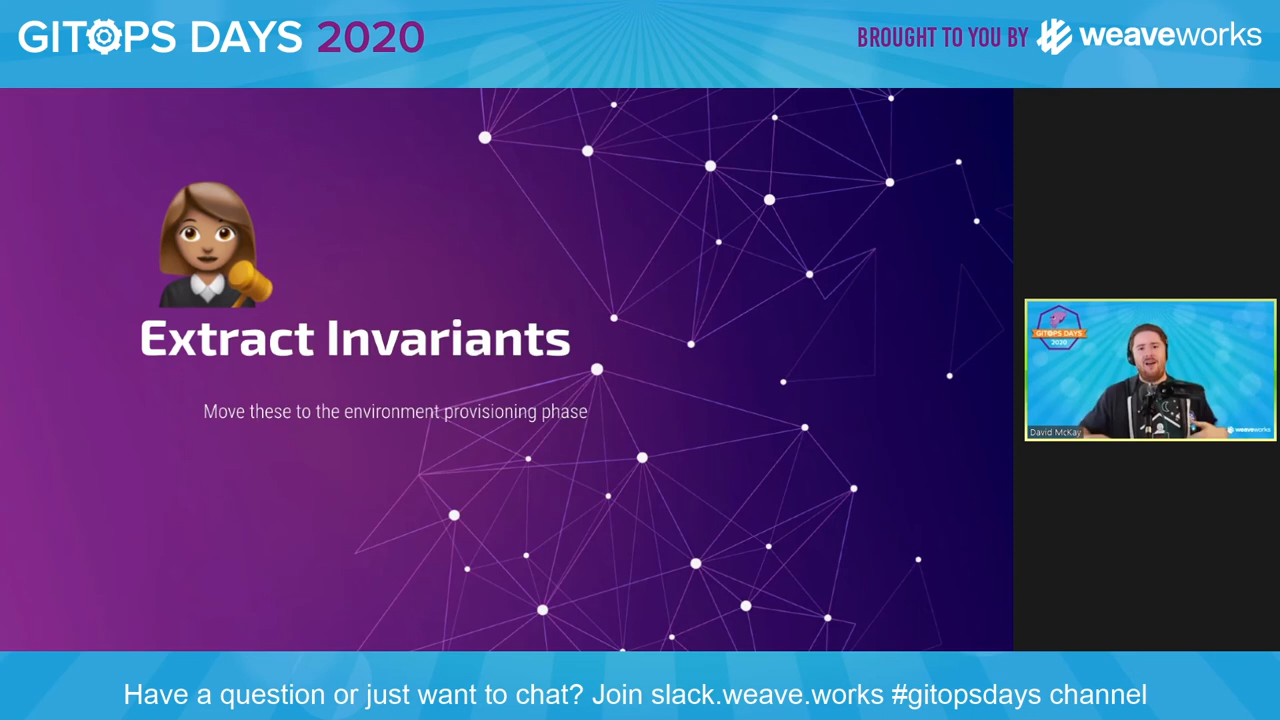 GITOPS DAYS 2020
BROUGHT TO YOU BY weaveworks
Extract Invariants
Move these to the environment provisioning phase
GITOPS DAYS
2020
David McKay
weaveworks
Have a question or just want to chat? Join slack.weave.works #gitopsdays channel